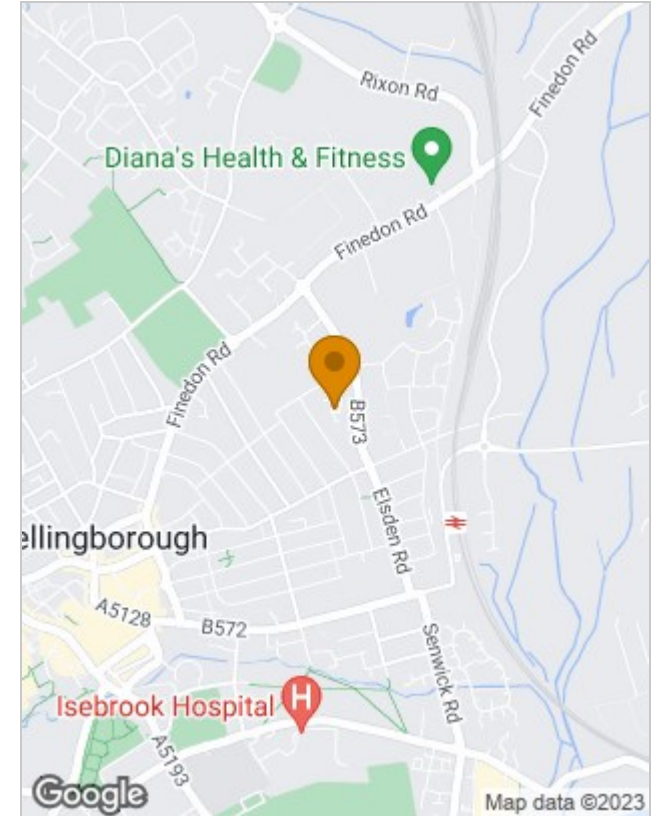 Rixon Rd
Finedon Rd
Diana's Health & Fitness
Finedon Rd
Finedon Rd
B573
Elsden Rd
ellingborough
A5128
B572
Senwick Rd
Isebrook Hospital
H
A5193
Google
Map data ©2023